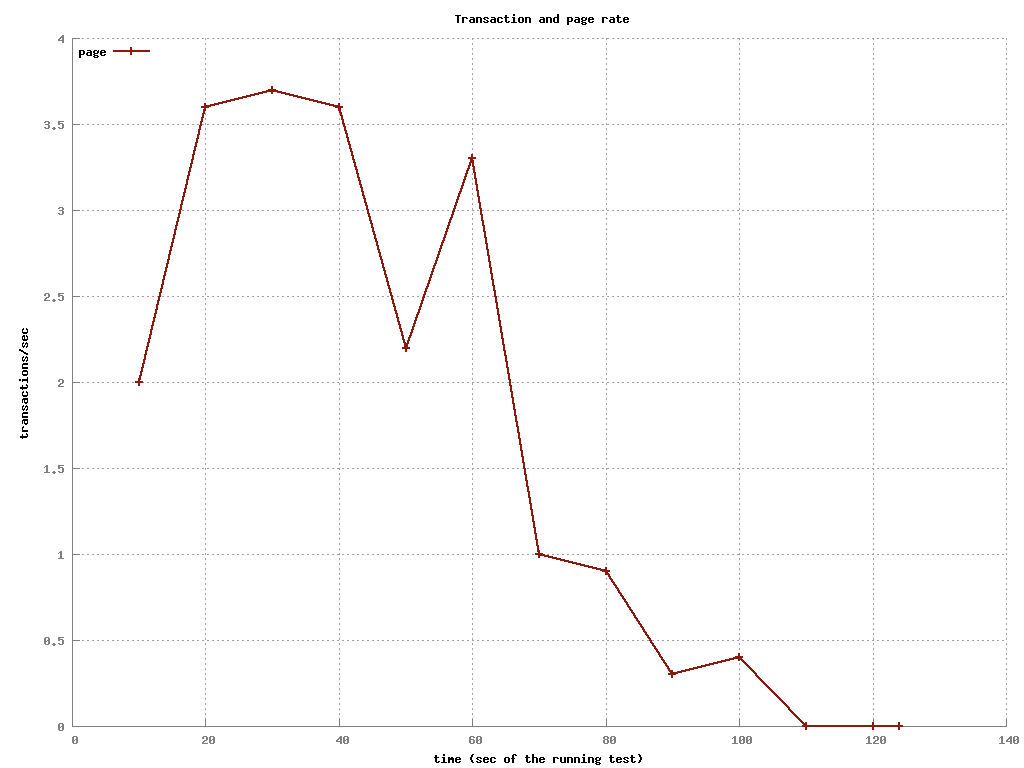 Transaction and page rate
page
4
3.5
3
2.5
2
1.5
1
0.5
0
transactions/sec
0 20 40 60 80 100 120 140
time (sec of the running test)